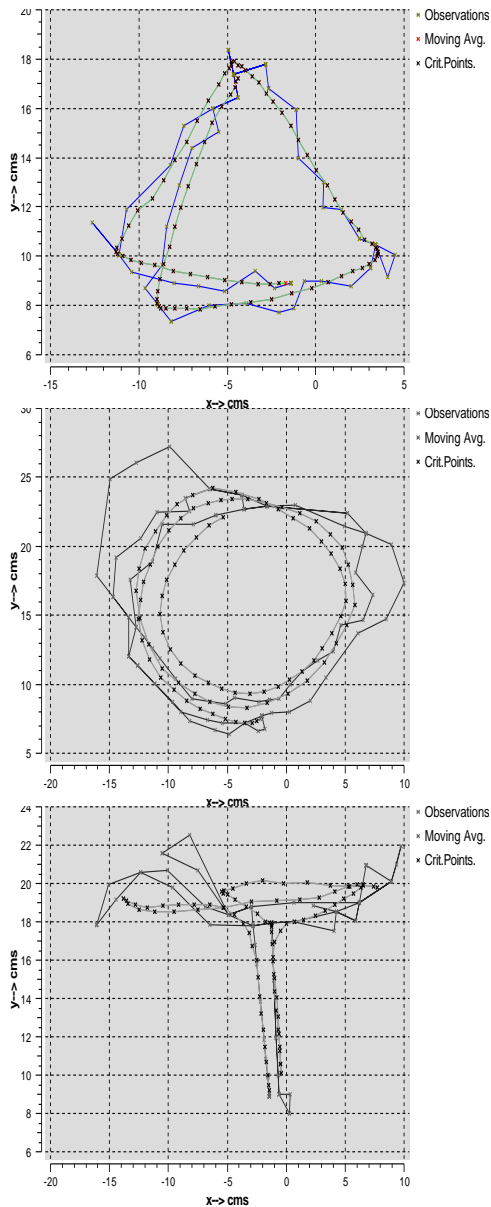 20
18
16
14
12
10
8
6
y--> cms
-15
-10
-5
0
5
x--> cms
Observations
Moving Avg.
Crit.Points.
30
25
20
15
10
5
y--> cms
-20
-15
-10
-5
0
5
10
x--> cms
Observations
Moving Avg.
Crit.Points.
24
22
20
18
16
14
12
10
8
6
y--> cms
-20
-15
-10
-5
0
5
10
x--> cms
Observations
Moving Avg.
Crit.Points.